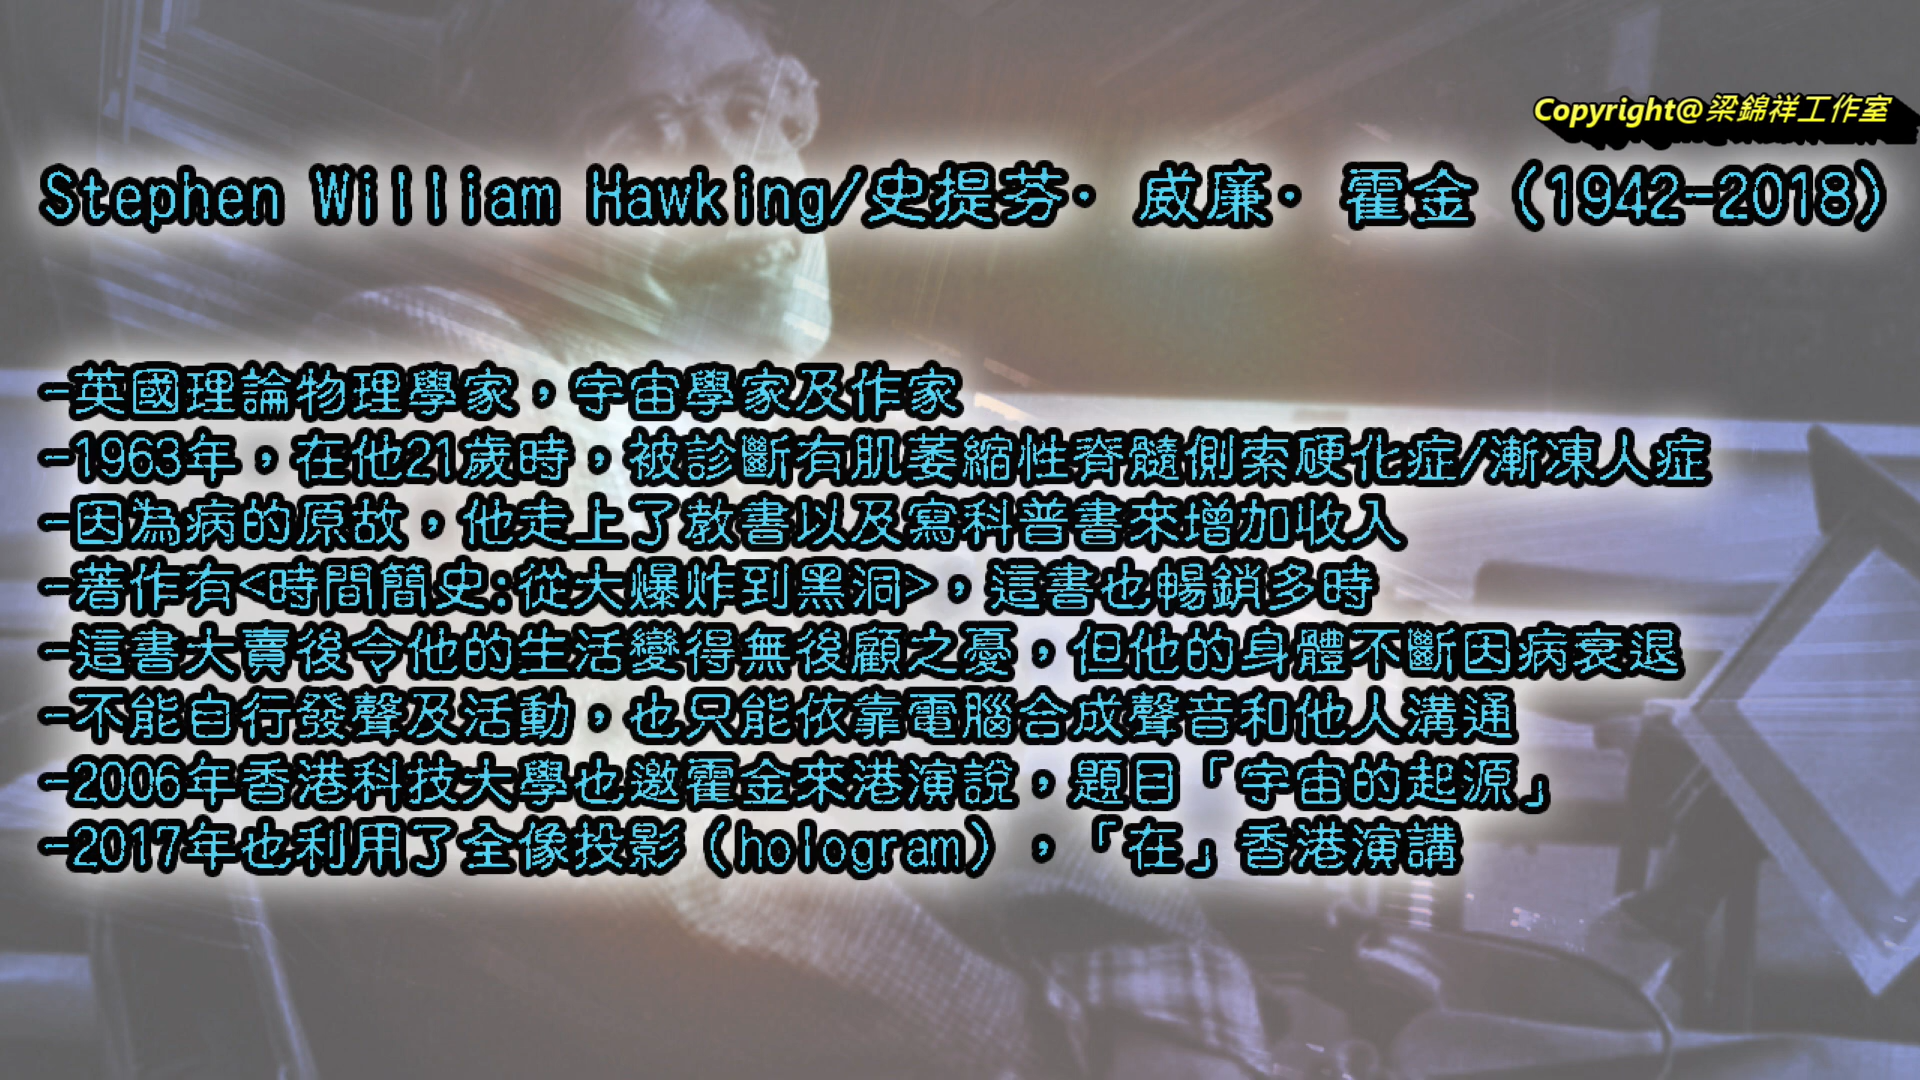 Copyright@梁錦祥工作室
Stephen William Hawking/史提芬·威廉·霍金（1942-2018）
-英國理論物理學家，宇宙學家及作家
-1963年，在他21歲時，被診斷有肌萎縮性脊髓側索硬化症/漸凍人症
-因為病的原故，他走上了教書以及寫科普書來增加收入
-著作有<時間簡史:從大爆炸到黑洞>，這書也暢銷多時
-這書大賣後令他的生活變得無後顧之憂，但他的身體不斷因病衰退
-不能自行發聲及活動，也只能依靠電腦合成聲音和他人溝通
-2006年香港科技大學也邀霍金來港演說，題目「宇宙的起源」
-2017年也利用了全像投影（hologram），「在」香港演講